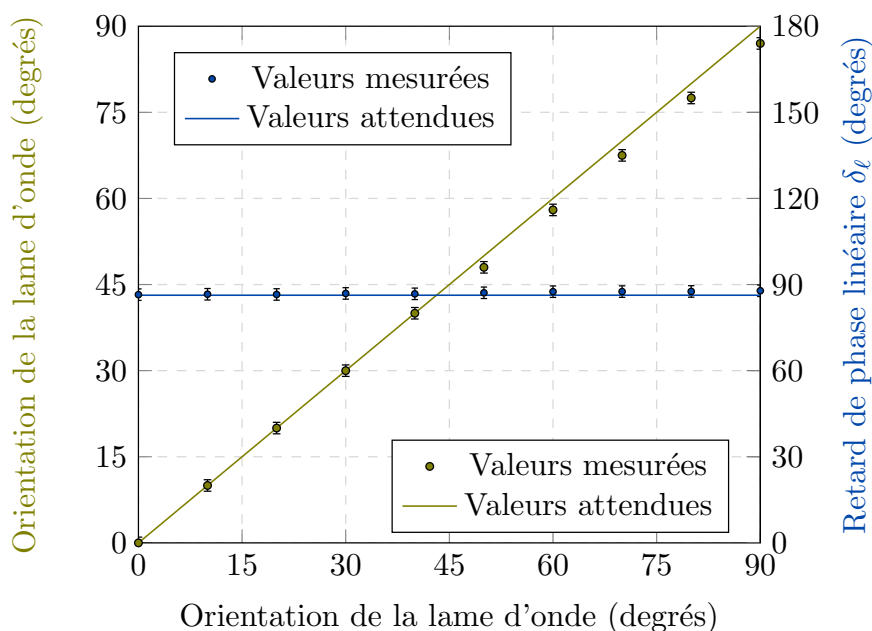 Orientation de la lame d'onde (degrés)
90
75
60
45
30
15
0
Valeurs mesurées
Valeurs attendues
Valeurs mesurées
Valeurs attendues
180
150
120
90
60
30
0
Retard de phase linéaire δℓ (degrés)
0 15 30 45 60 75 90
Orientation de la lame d'onde (degrés)